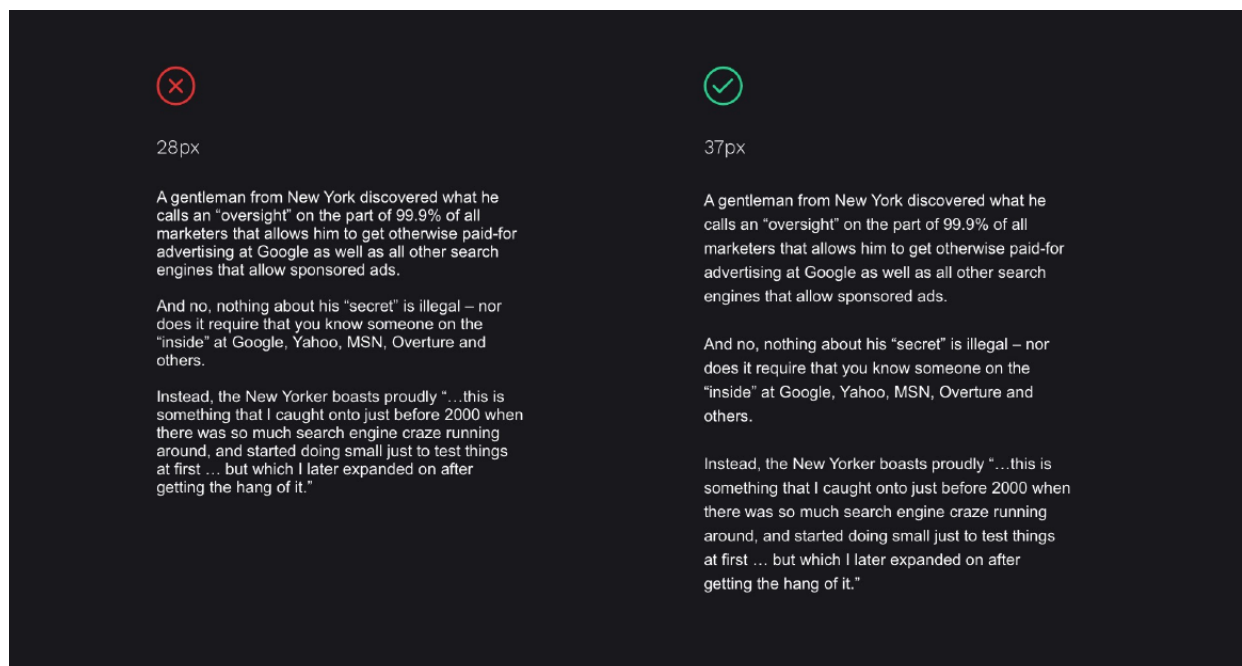 28px
A gentleman from New York discovered what he
calls an “oversight” on the part of 99.9% of all
marketers that allows him to get otherwise paid-for
advertising at Google as well as all other search
engines that allow sponsored ads.
And no, nothing about his “secret” is illegal – nor
does it require that you know someone on the
“inside” at Google, Yahoo, MSN, Overture and
others.
Instead, the New Yorker boasts proudly “…this is
something that I caught onto just before 2000 when
there was so much search engine craze running
around, and started doing small just to test things
at first … but which I later expanded on after
getting the hang of it.”
37px
A gentleman from New York discovered what he
calls an “oversight” on the part of 99.9% of all
marketers that allows him to get otherwise paid-for
advertising at Google as well as all other search
engines that allow sponsored ads.
And no, nothing about his “secret” is illegal – nor
does it require that you know someone on the
“inside” at Google, Yahoo, MSN, Overture and
others.
Instead, the New Yorker boasts proudly “…this is
something that I caught onto just before 2000 when
there was so much search engine craze running
around, and started doing small just to test things
at first … but which I later expanded on after
getting the hang of it.”